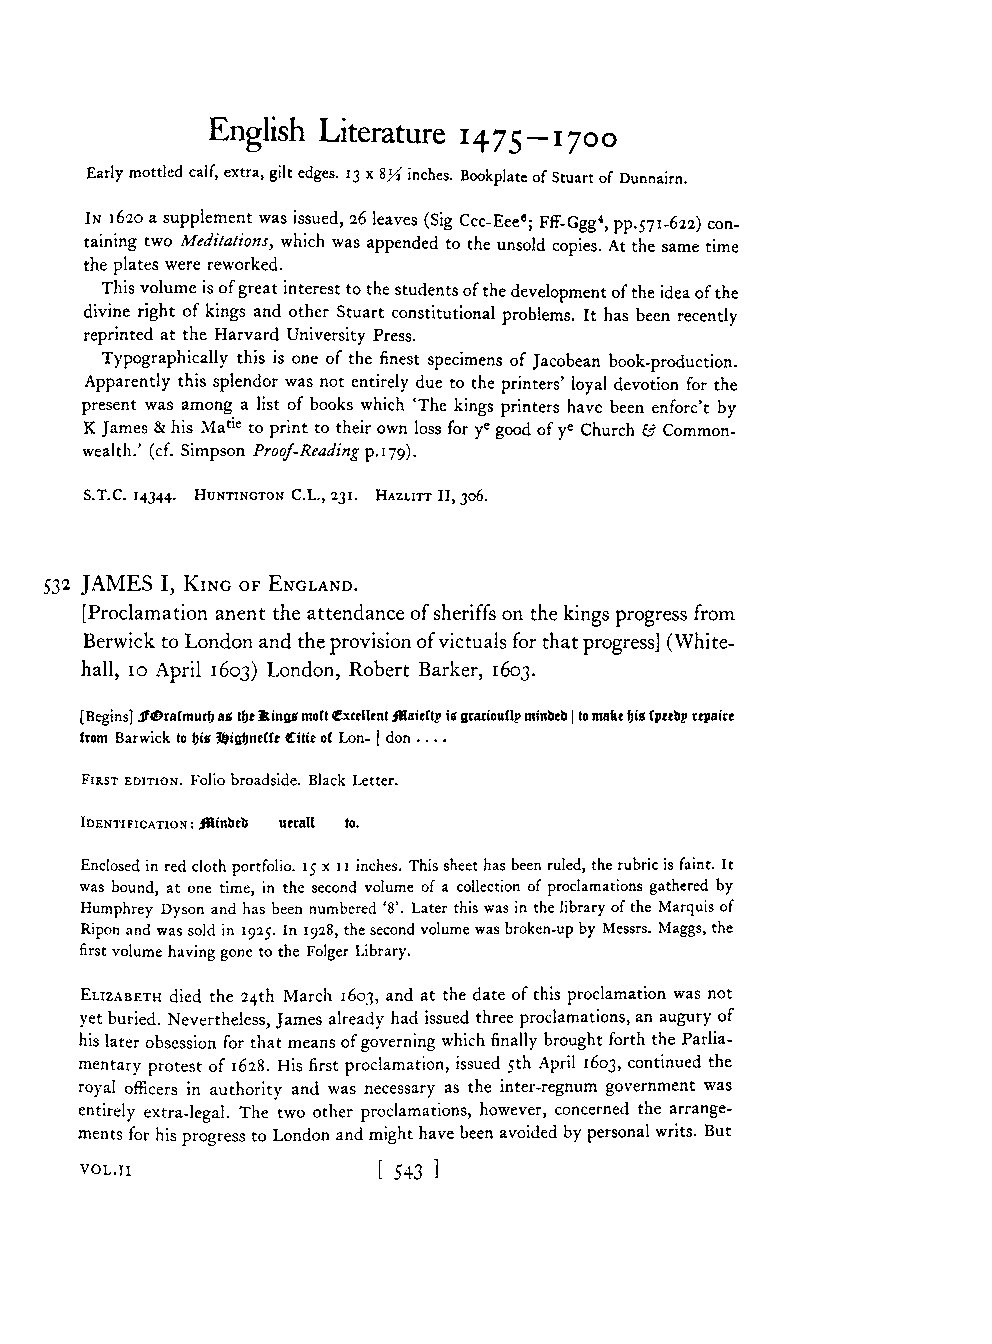 English Literature 1475—1700
Early mottled calf, extra, gilt edges. 13 x 8¼ inches. Bookplate of Stuart of Dunnairn.
IN 1620 a supplement was issued, 26 leaves (Sig Ccc-Eee⁶; Fff-Ggg⁴, pp.571-622) con-
taining two Meditations, which was appended to the unsold copies. At the same time
the plates were reworked.
This volume is of great interest to the students of the development of the idea of the
divine right of kings and other Stuart constitutional problems. It has been recently
reprinted at the Harvard University Press.
Typographically this is one of the finest specimens of Jacobean book-production.
Apparently this splendor was not entirely due to the printers' loyal devotion for the
present was among a list of books which 'The kings printers have been enforc't by
K James & his Matie to print to their own loss for ye good of ye Church & Common-
wealth.' (cf. Simpson Proof-Reading p.179).
S.T.C. 14344. HUNTINGTON C.L., 231. HAZLITT II, 306.
532 JAMES I, KING OF ENGLAND.
[Proclamation anent the attendance of sheriffs on the kings progress from
Berwick to London and the provision of victuals for that progress] (White-
hall, 10 April 1603) London, Robert Barker, 1603.
[Begins] FOrasmuch as the Kings most Excellent Maiesty is graciously minded | to make his speedy repaire
from Barwick to his Highnesse Citie of Lon- | don ....
FIRST EDITION. Folio broadside. Black Letter.
IDENTIFICATION: Minded uerall to.
Enclosed in red cloth portfolio. 15 x 11 inches. This sheet has been ruled, the rubric is faint. It
was bound, at one time, in the second volume of a collection of proclamations gathered by
Humphrey Dyson and has been numbered '8'. Later this was in the library of the Marquis of
Ripon and was sold in 1925. In 1928, the second volume was broken-up by Messrs. Maggs, the
first volume having gone to the Folger Library.
ELIZABETH died the 24th March 1603, and at the date of this proclamation was not
yet buried. Nevertheless, James already had issued three proclamations, an augury of
his later obsession for that means of governing which finally brought forth the Parlia-
mentary protest of 1628. His first proclamation, issued 5th April 1603, continued the
royal officers in authority and was necessary as the inter-regnum government was
entirely extra-legal. The two other proclamations, however, concerned the arrange-
ments for his progress to London and might have been avoided by personal writs. But
VOL.II [ 543 ]